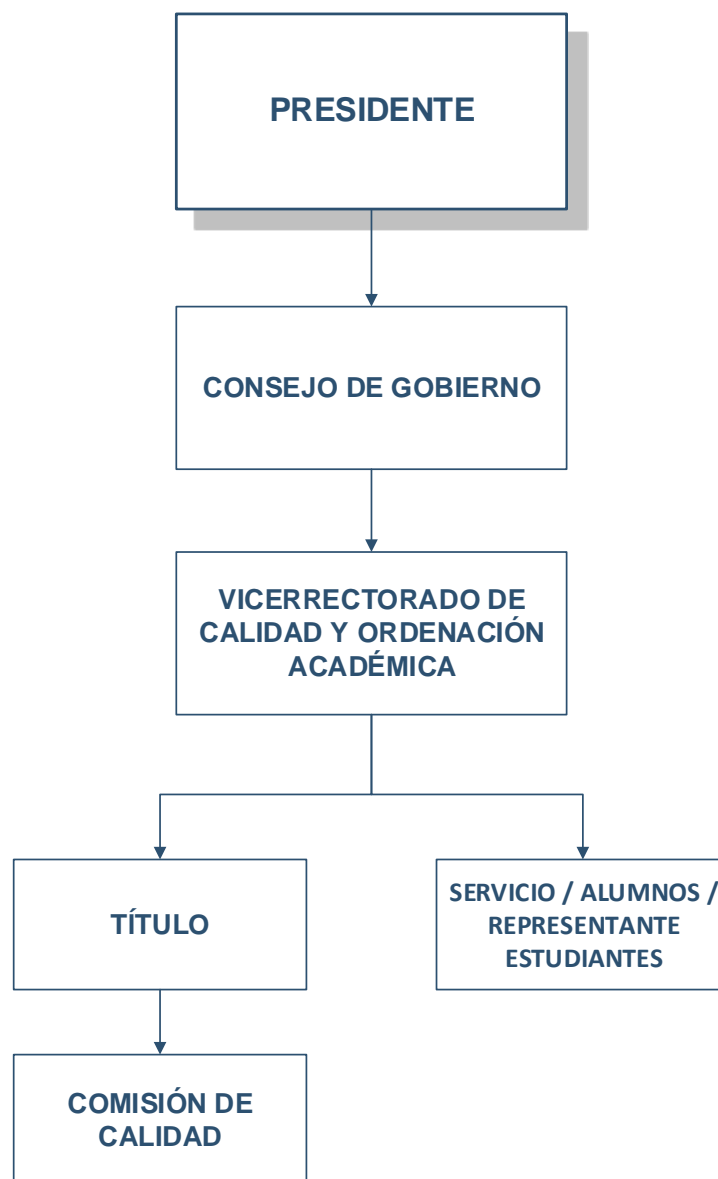 PRESIDENTE
CONSEJO DE GOBIERNO
VICERRECTORADO DE
CALIDAD Y ORDENACIÓN
ACADÉMICA
TÍTULO
SERVICIO / ALUMNOS /
REPRESENTANTE
ESTUDIANTES
COMISIÓN DE
CALIDAD